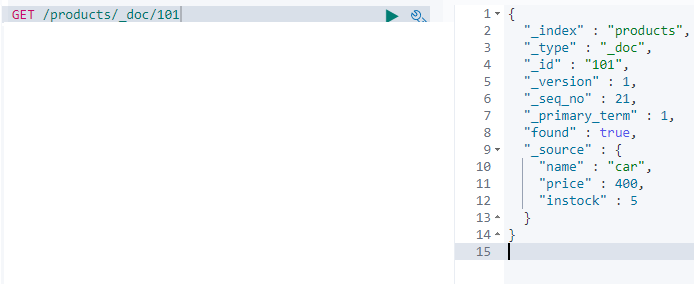 GET /products/_doc/101
1 {
2 "_index" : "products",
3 "_type" : "_doc",
4 "_id" : "101",
5 "_version" : 1,
6 "_seq_no" : 21,
7 "_primary_term" : 1,
8 "found" : true,
9 "_source" : {
10 "name" : "car",
11 "price" : 400,
12 "instock" : 5
13 }
14 }
15